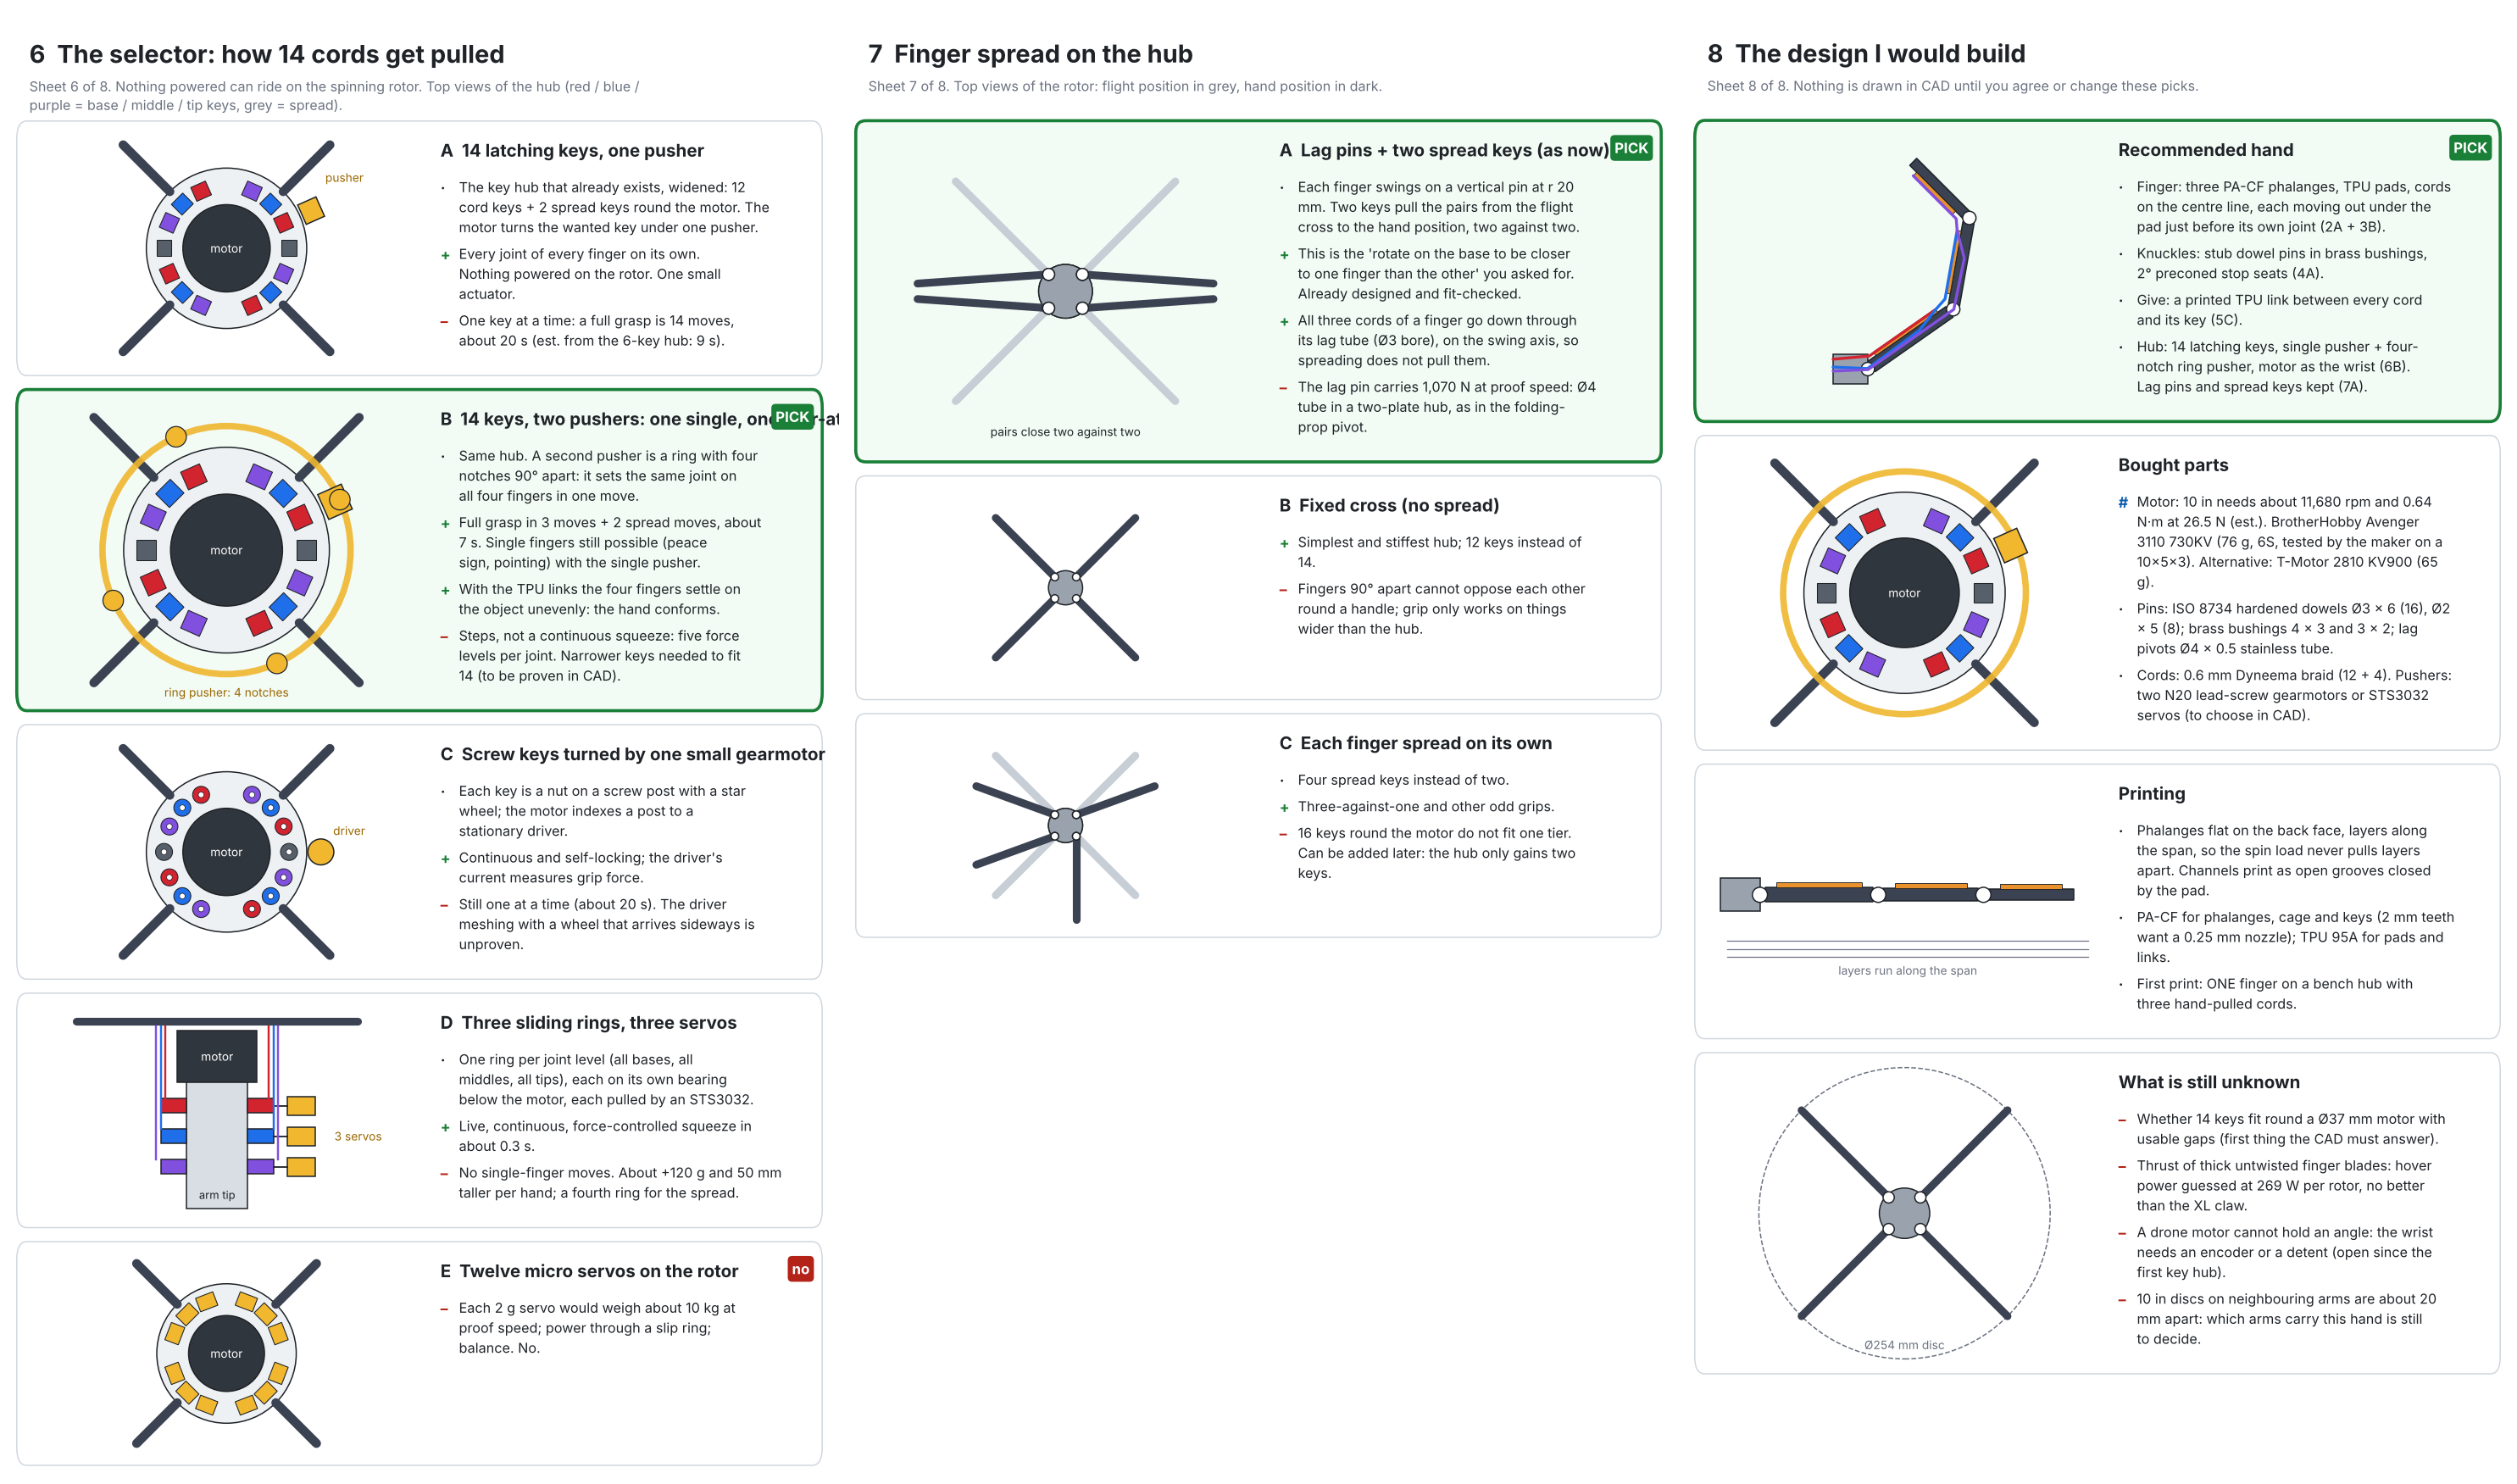 6 The selector: how 14 cords get pulled
Sheet 6 of 8. Nothing powered can ride on the spinning rotor. Top views of the hub (red / blue /
purple = base / middle / tip keys, grey = spread).
pusher
motor
A 14 latching keys, one pusher
· The key hub that already exists, widened: 12
cord keys + 2 spread keys round the motor. The
motor turns the wanted key under one pusher.
+ Every joint of every finger on its own.
Nothing powered on the rotor. One small
actuator.
– One key at a time: a full grasp is 14 moves,
about 20 s (est. from the 6-key hub: 9 s).
motor
ring pusher: 4 notches
B 14 keys, two pushers: one single, one
PICK
· Same hub. A second pusher is a ring with four
notches 90° apart: it sets the same joint on
all four fingers in one move.
+ Full grasp in 3 moves + 2 spread moves, about
7 s. Single fingers still possible (peace
sign, pointing) with the single pusher.
+ With the TPU links the four fingers settle on
the object unevenly: the hand conforms.
– Steps, not a continuous squeeze: five force
levels per joint. Narrower keys needed to fit
14 (to be proven in CAD).
driver
motor
C Screw keys turned by one small gearmotor
· Each key is a nut on a screw post with a star
wheel; the motor indexes a post to a
stationary driver.
+ Continuous and self-locking; the driver's
current measures grip force.
– Still one at a time (about 20 s). The driver
meshing with a wheel that arrives sideways is
unproven.
motor
3 servos
arm tip
D Three sliding rings, three servos
· One ring per joint level (all bases, all
middles, all tips), each on its own bearing
below the motor, each pulled by an STS3032.
+ Live, continuous, force-controlled squeeze in
about 0.3 s.
– No single-finger moves. About +120 g and 50 mm
taller per hand; a fourth ring for the spread.
motor
E Twelve micro servos on the rotor
no
– Each 2 g servo would weigh about 10 kg at
proof speed; power through a slip ring;
balance. No.
7 Finger spread on the hub
Sheet 7 of 8. Top views of the rotor: flight position in grey, hand position in dark.
pairs close two against two
A Lag pins + two spread keys (as now)
PICK
· Each finger swings on a vertical pin at r 20
mm. Two keys pull the pairs from the flight
cross to the hand position, two against two.
+ This is the 'rotate on the base to be closer
to one finger than the other' you asked for.
Already designed and fit-checked.
+ All three cords of a finger go down through
its lag tube (Ø3 bore), on the swing axis, so
spreading does not pull them.
– The lag pin carries 1,070 N at proof speed: Ø4
tube in a two-plate hub, as in the folding-
prop pivot.
B Fixed cross (no spread)
+ Simplest and stiffest hub; 12 keys instead of
14.
– Fingers 90° apart cannot oppose each other
round a handle; grip only works on things
wider than the hub.
C Each finger spread on its own
· Four spread keys instead of two.
+ Three-against-one and other odd grips.
– 16 keys round the motor do not fit one tier.
Can be added later: the hub only gains two
keys.
8 The design I would build
Sheet 8 of 8. Nothing is drawn in CAD until you agree or change these picks.
Recommended hand
PICK
· Finger: three PA-CF phalanges, TPU pads, cords
on the centre line, each moving out under the
pad just before its own joint (2A + 3B).
· Knuckles: stub dowel pins in brass bushings,
2° preconed stop seats (4A).
· Give: a printed TPU link between every cord
and its key (5C).
· Hub: 14 latching keys, single pusher + four-
notch ring pusher, motor as the wrist (6B).
Lag pins and spread keys kept (7A).
motor
Bought parts
# Motor: 10 in needs about 11,680 rpm and 0.64
N·m at 26.5 N (est.). BrotherHobby Avenger
3110 730KV (76 g, 6S, tested by the maker on a
10×5×3). Alternative: T-Motor 2810 KV900 (65
g).
· Pins: ISO 8734 hardened dowels Ø3 × 6 (16), Ø2
× 5 (8); brass bushings 4 × 3 and 3 × 2; lag
pivots Ø4 × 0.5 stainless tube.
· Cords: 0.6 mm Dyneema braid (12 + 4). Pushers:
two N20 lead-screw gearmotors or STS3032
servos (to choose in CAD).
layers run along the span
Printing
· Phalanges flat on the back face, layers along
the span, so the spin load never pulls layers
apart. Channels print as open grooves closed
by the pad.
· PA-CF for phalanges, cage and keys (2 mm teeth
want a 0.25 mm nozzle); TPU 95A for pads and
links.
· First print: ONE finger on a bench hub with
three hand-pulled cords.
Ø254 mm disc
What is still unknown
– Whether 14 keys fit round a Ø37 mm motor with
usable gaps (first thing the CAD must answer).
– Thrust of thick untwisted finger blades: hover
power guessed at 269 W per rotor, no better
than the XL claw.
– A drone motor cannot hold an angle: the wrist
needs an encoder or a detent (open since the
first key hub).
– 10 in discs on neighbouring arms are about 20
mm apart: which arms carry this hand is still
to decide.